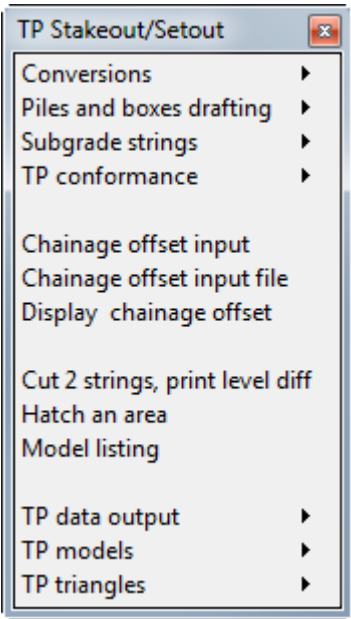 TP Stakeout/Setout
Conversions
Piles and boxes drafting
Subgrade strings
TP conformance
Chainage offset input
Chainage offset input file
Display  chainage offset
Cut 2 strings, print level diff
Hatch an area
Model listing
TP data output
TP models
TP triangles